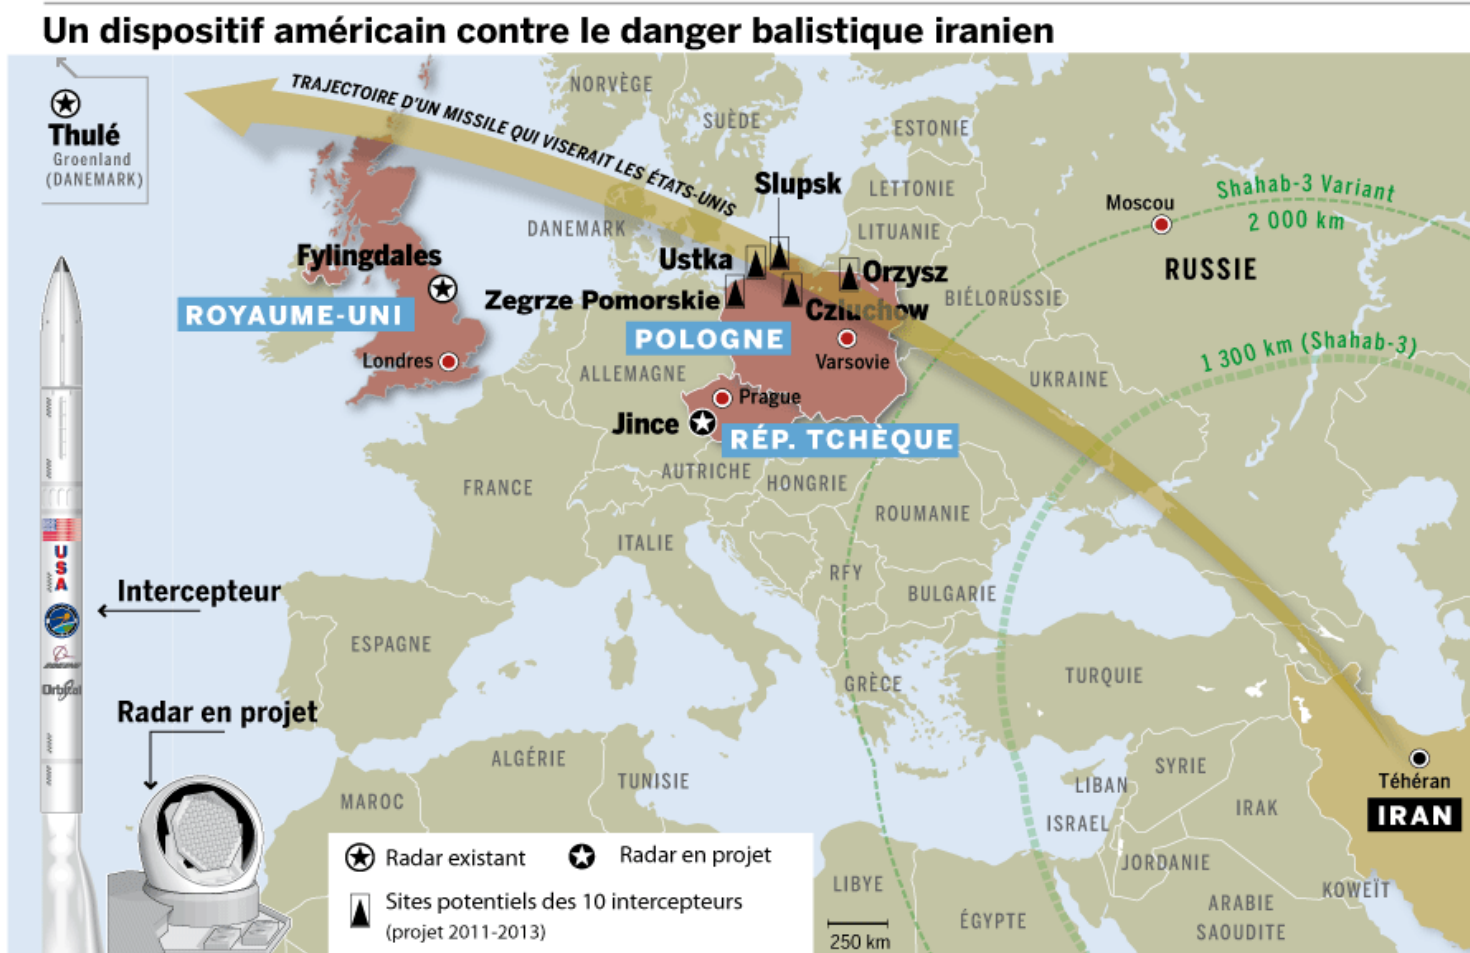 Un dispositif américain contre le danger balistique iranien
TRAJECTOIRE D'UN MISSILE QUI VISERAIT LES ÉTATS-UNIS
Thulé
Groenland
(DANEMARK)
NORVÈGE
SUÈDE
ESTONIE
LETTONIE
LITUANIE
DANEMARK
Slupsk
Ustka
Orzysz
Zegrze Pomorskie
Czluchow
Fylingdales
ROYAUME-UNI
Londres
POLOGNE
Varsovie
BIÉLORUSSIE
Moscou
RUSSIE
Shahab-3 Variant
2 000 km
1 300 km (Shahab-3)
ALLEMAGNE
Prague
Jince
RÉP. TCHÈQUE
UKRAINE
FRANCE
AUTRICHE
HONGRIE
ROUMANIE
ITALIE
RFY
BULGARIE
ESPAGNE
GRÈCE
TURQUIE
USA
BOEING
Orbital
Intercepteur
Radar en projet
MAROC
ALGÉRIE
TUNISIE
LIBYE
ÉGYPTE
LIBAN
SYRIE
ISRAEL
IRAK
JORDANIE
KOWEÏT
ARABIE
SAOUDITE
Téhéran
IRAN
Radar existant
Radar en projet
Sites potentiels des 10 intercepteurs
(projet 2011-2013)
250 km